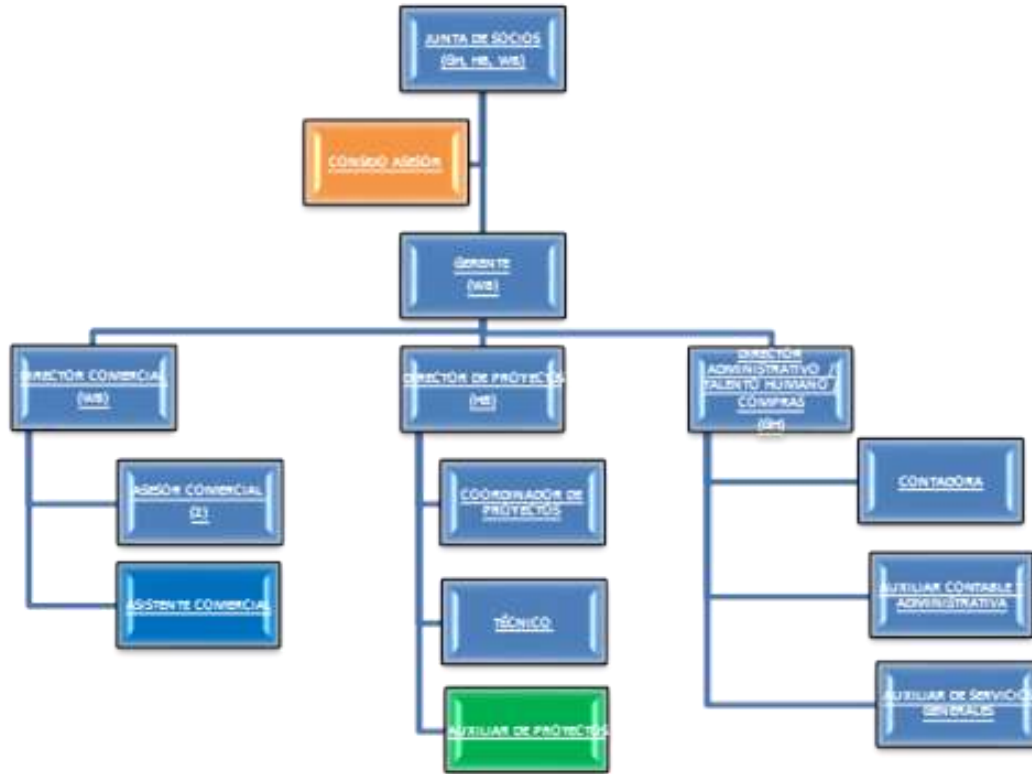 JUNTA DE SOCIOS
(GH, HB, WB)
CONSEJO ASESOR
GERENTE
(WB)
DIRECTOR COMERCIAL
(WB)
DIRECTOR DE PROYECTOS
(HB)
DIRECTOR
ADMINISTRATIVO /
TALENTO HUMANO /
COMPRAS
(GH)
ASESOR COMERCIAL
(2)
COORDINADOR DE
PROYECTOS
CONTADORA
ASISTENTE COMERCIAL
TÉCNICO
AUXILIAR CONTABLE Y
ADMINISTRATIVA
AUXILIAR DE PROYECTOS
AUXILIAR DE SERVICIOS
GENERALES